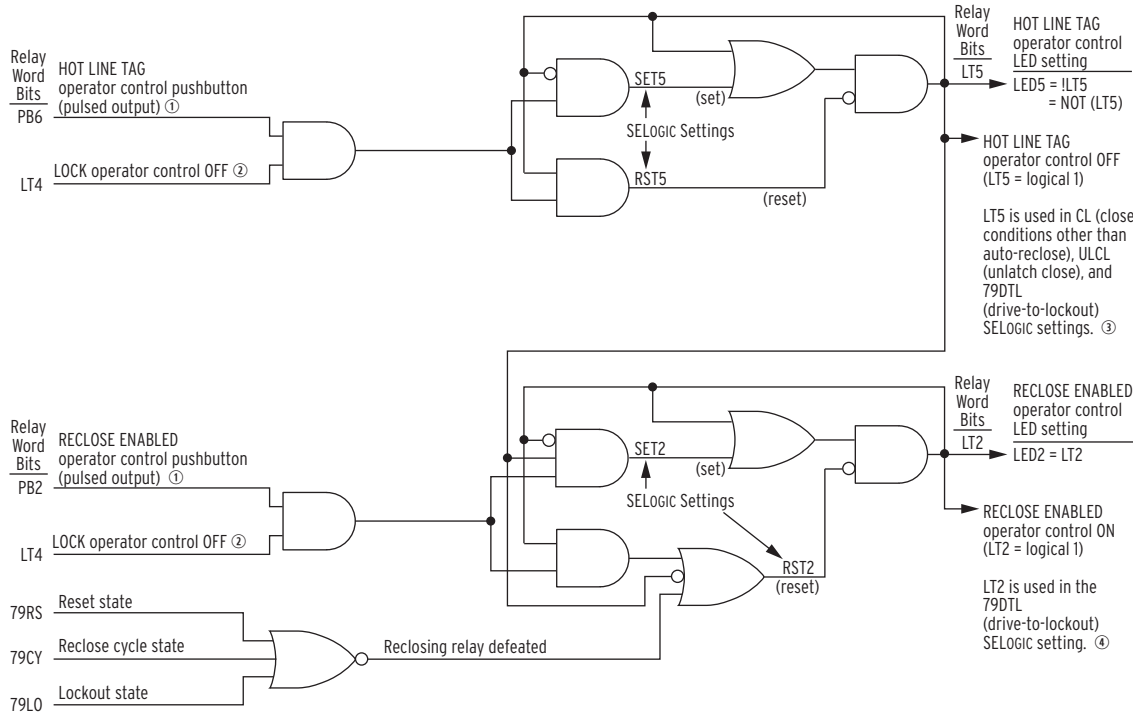 Relay
Word
Bits
PB6
HOT LINE TAG
operator control pushbutton
(pulsed output) ①
LT4
LOCK operator control OFF ②
SET5
(set)
SELOGIC Settings
RST5
(reset)
Relay
Word
Bits
LT5
HOT LINE TAG
operator control
LED setting
LED5 = !LT5
= NOT (LT5)
HOT LINE TAG
operator control OFF
(LT5 = logical 1)
LT5 is used in CL (close
conditions other than
auto-reclose), ULCL
(unlatch close), and
79DTL
(drive-to-lockout)
SELOGIC settings. ③
Relay
Word
Bits
PB2
RECLOSE ENABLED
operator control pushbutton
(pulsed output) ①
LT4
LOCK operator control OFF ②
79RS
Reset state
79CY
Reclose cycle state
79LO
Lockout state
Reclosing relay defeated
SET2
(set)
SELOGIC Settings
RST2
(reset)
Relay
Word
Bits
LT2
RECLOSE ENABLED
operator control
LED setting
LED2 = LT2
RECLOSE ENABLED
operator control ON
(LT2 = logical 1)
LT2 is used in the
79DTL
(drive-to-lockout)
SELOGIC setting. ④